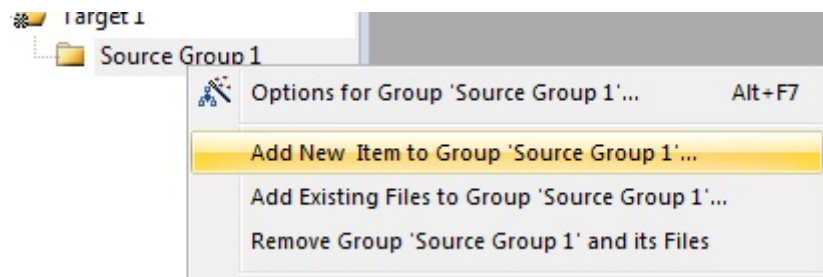 Target 1
Source Group 1
Options for Group 'Source Group 1'... Alt+F7
Add New Item to Group 'Source Group 1'...
Add Existing Files to Group 'Source Group 1'...
Remove Group 'Source Group 1' and its Files